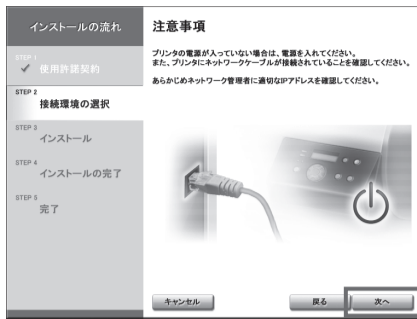 インストールの流れ
STEP 1
使用許諾契約
STEP 2
接続環境の選択
STEP 3
インストール
STEP 4
インストールの完了
STEP 5
完了
注意事項
プリンタの電源が入っていない場合は、電源を入れてください。
また、プリンタにネットワークケーブルが接続されていることを確認してください。
あらかじめネットワーク管理者に適切なIPアドレスを確認してください。
キャンセル
戻る
次へ